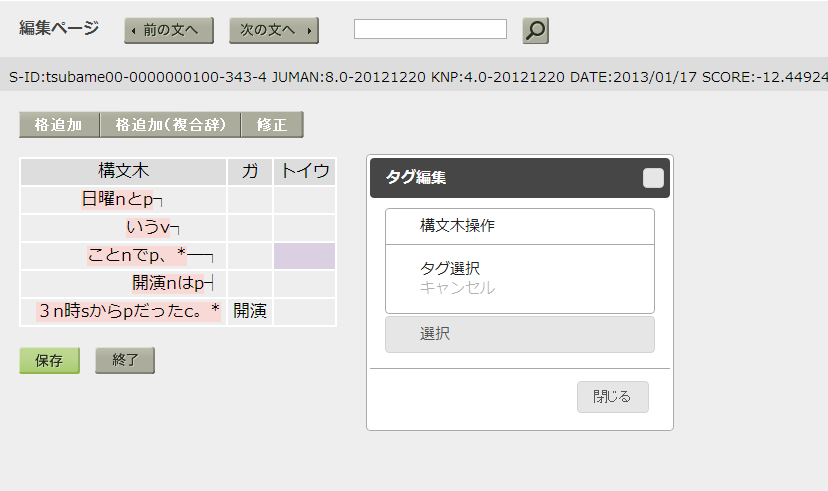 編集ページ 前の文へ 次の文へ
S-ID:tsubame00-0000000100-343-4 JUMAN:8.0-20121220 KNP:4.0-20121220 DATE:2013/01/17 SCORE:-12.44924
格追加 格追加(複合辞) 修正
構文木 ガ トイウ
日曜nとp┐
いうv┐
ことnでp、*─┐
開演nはp┤
３n時sからpだったc。* 開演
保存 終了
タグ編集
構文木操作
タグ選択
キャンセル
選択
閉じる